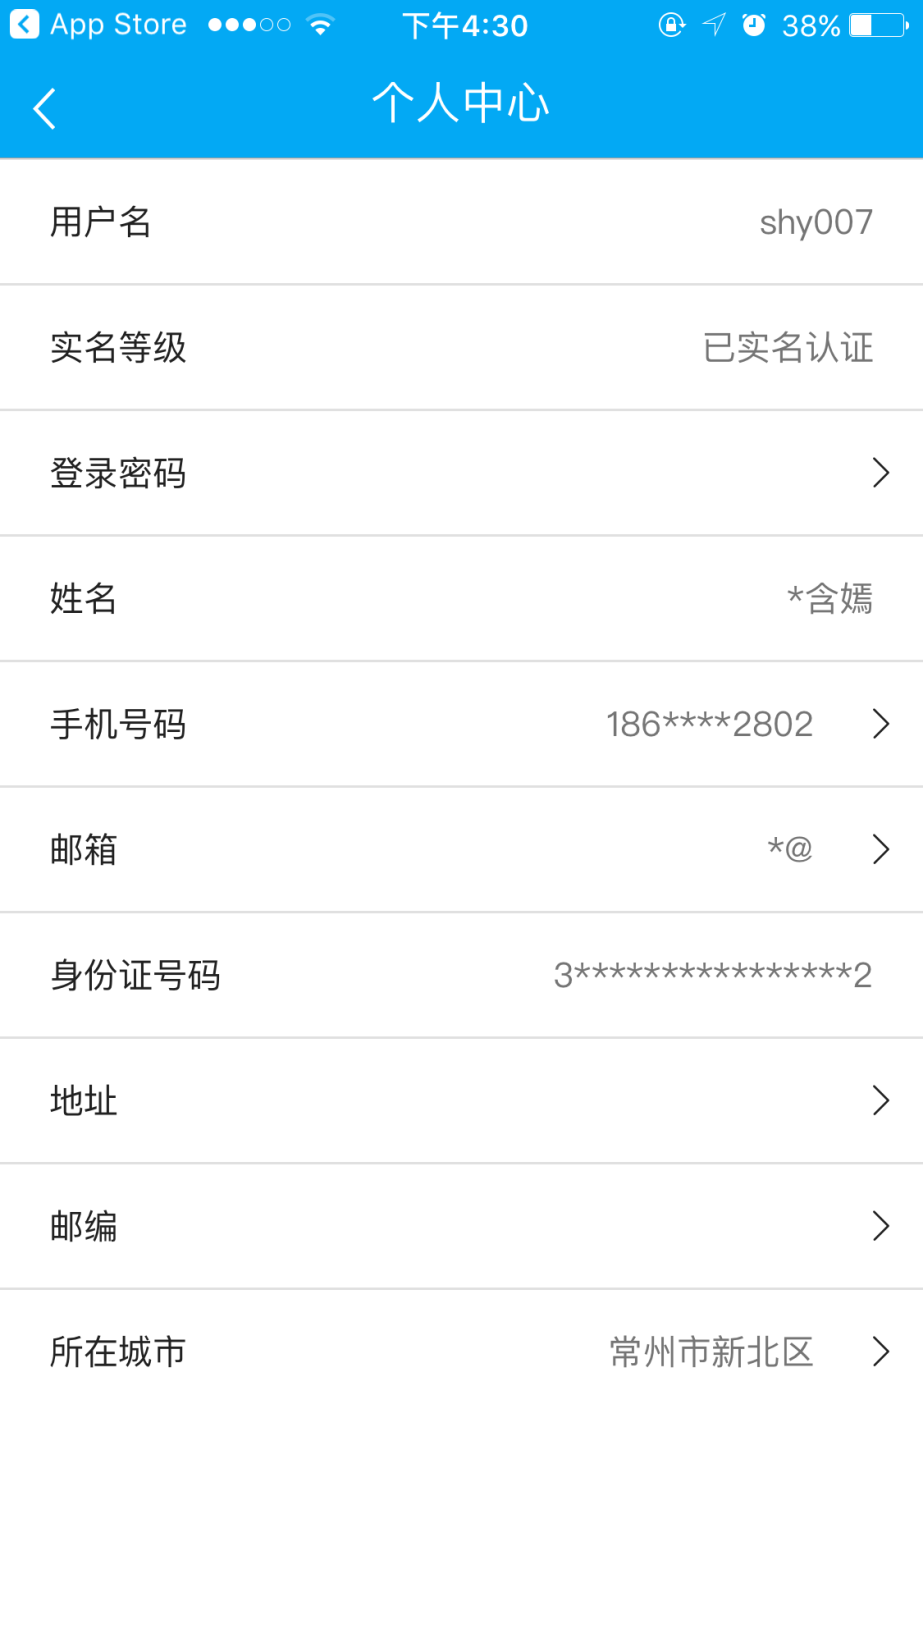 App Store 下午4:30 38%
个人中心
用户名 shy007
实名等级 已实名认证
登录密码
姓名 *含嫣
手机号码 186****2802
邮箱 *@
身份证号码 3****************2
地址
邮编
所在城市 常州市新北区